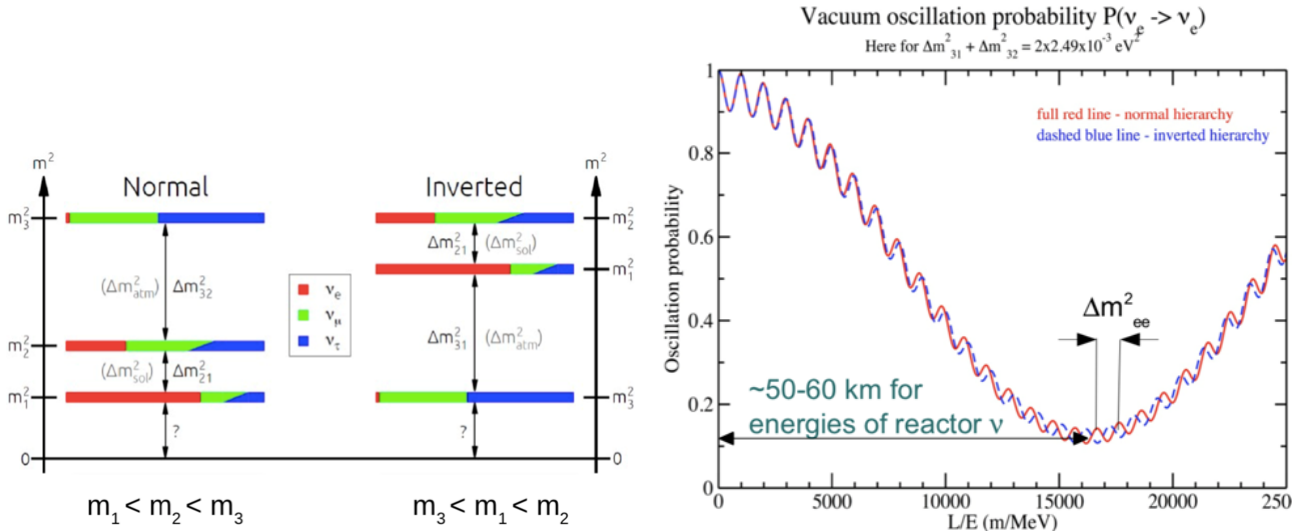 m²
Normal
Inverted
m²
m²₃
m²₂
Δm²₂₁ (Δm²sol)
m²₁
(Δm²atm) Δm²₃₂
νe
νμ
ντ
m²₂
Δm²₃₁ (Δm²atm)
(Δm²sol) Δm²₂₁
m²₁
m²₃
?
?
0
0
m₁ < m₂ < m₃
m₃ < m₁ < m₂
Vacuum oscillation probability P(νe -> νe)
Here for Δm²₃₁ + Δm²₃₂ = 2x2.49x10⁻³ eV²
full red line - normal hierarchy
dashed blue line - inverted hierarchy
Oscillation probability
1
0.8
0.6
0.4
0.2
0
Δm²ee
~50-60 km for
energies of reactor ν
0
5000
10000
15000
20000
250
L/E (m/MeV)